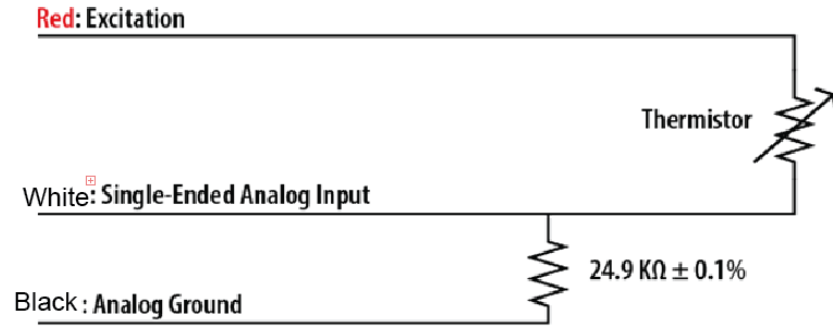 Red: Excitation
Thermistor
White: Single-Ended Analog Input
24.9 KΩ ± 0.1%
Black : Analog Ground